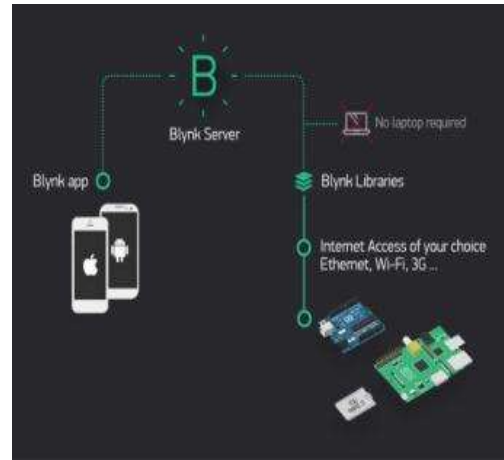 B
Blynk Server
No laptop required
Blynk app
Blynk Libraries
Internet Access of your choice
Ethernet, Wi-Fi, 3G ...